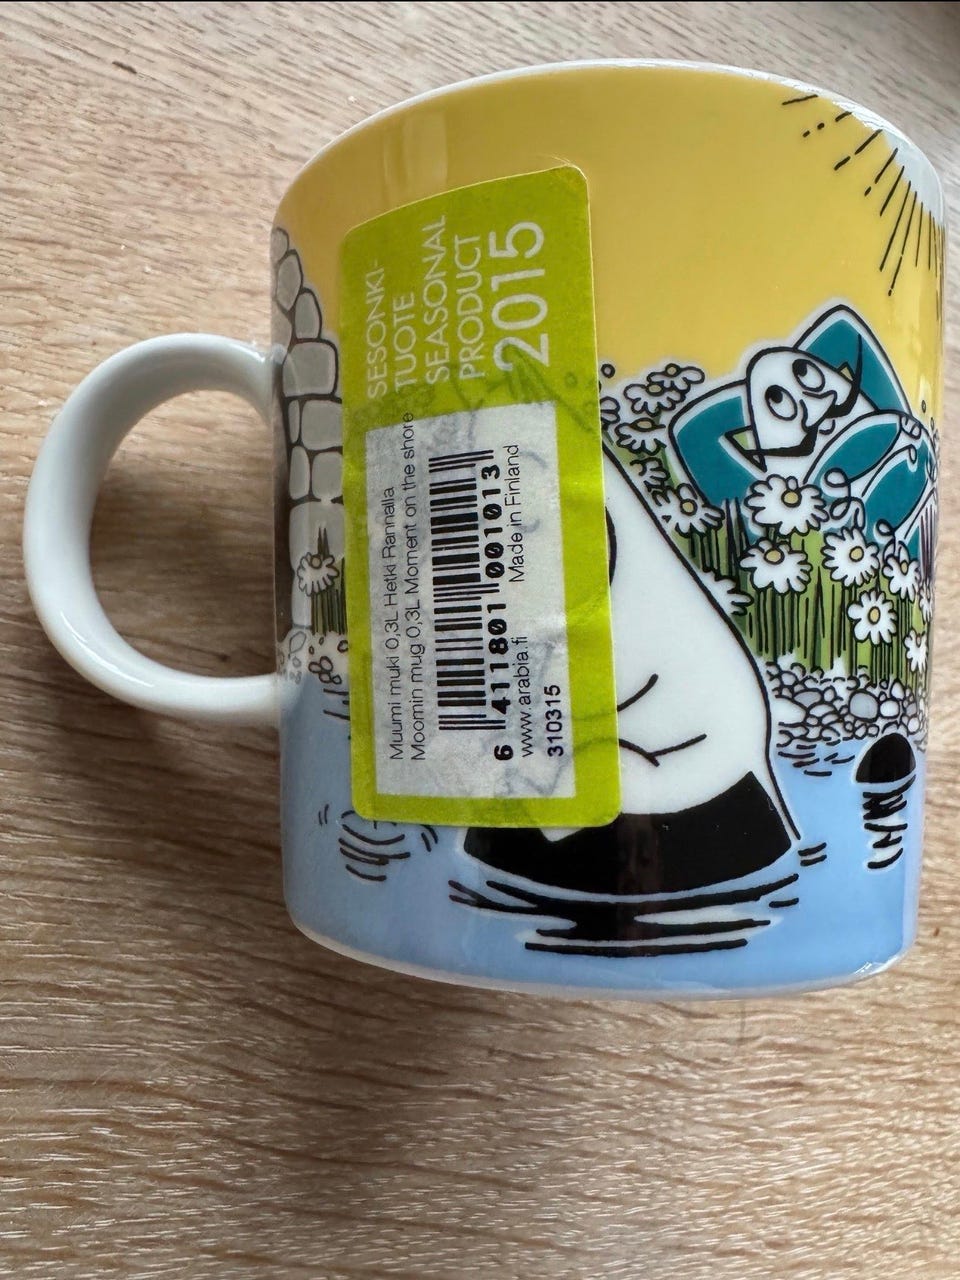 SESONKI-
TUOTE
SEASONAL
PRODUCT
2015
Muumi muki 0,3L Hetki Rannalla
Moomin mug 0,3L Moment on the shore
6 411801 001013
www.arabia.fi Made in Finland
310315